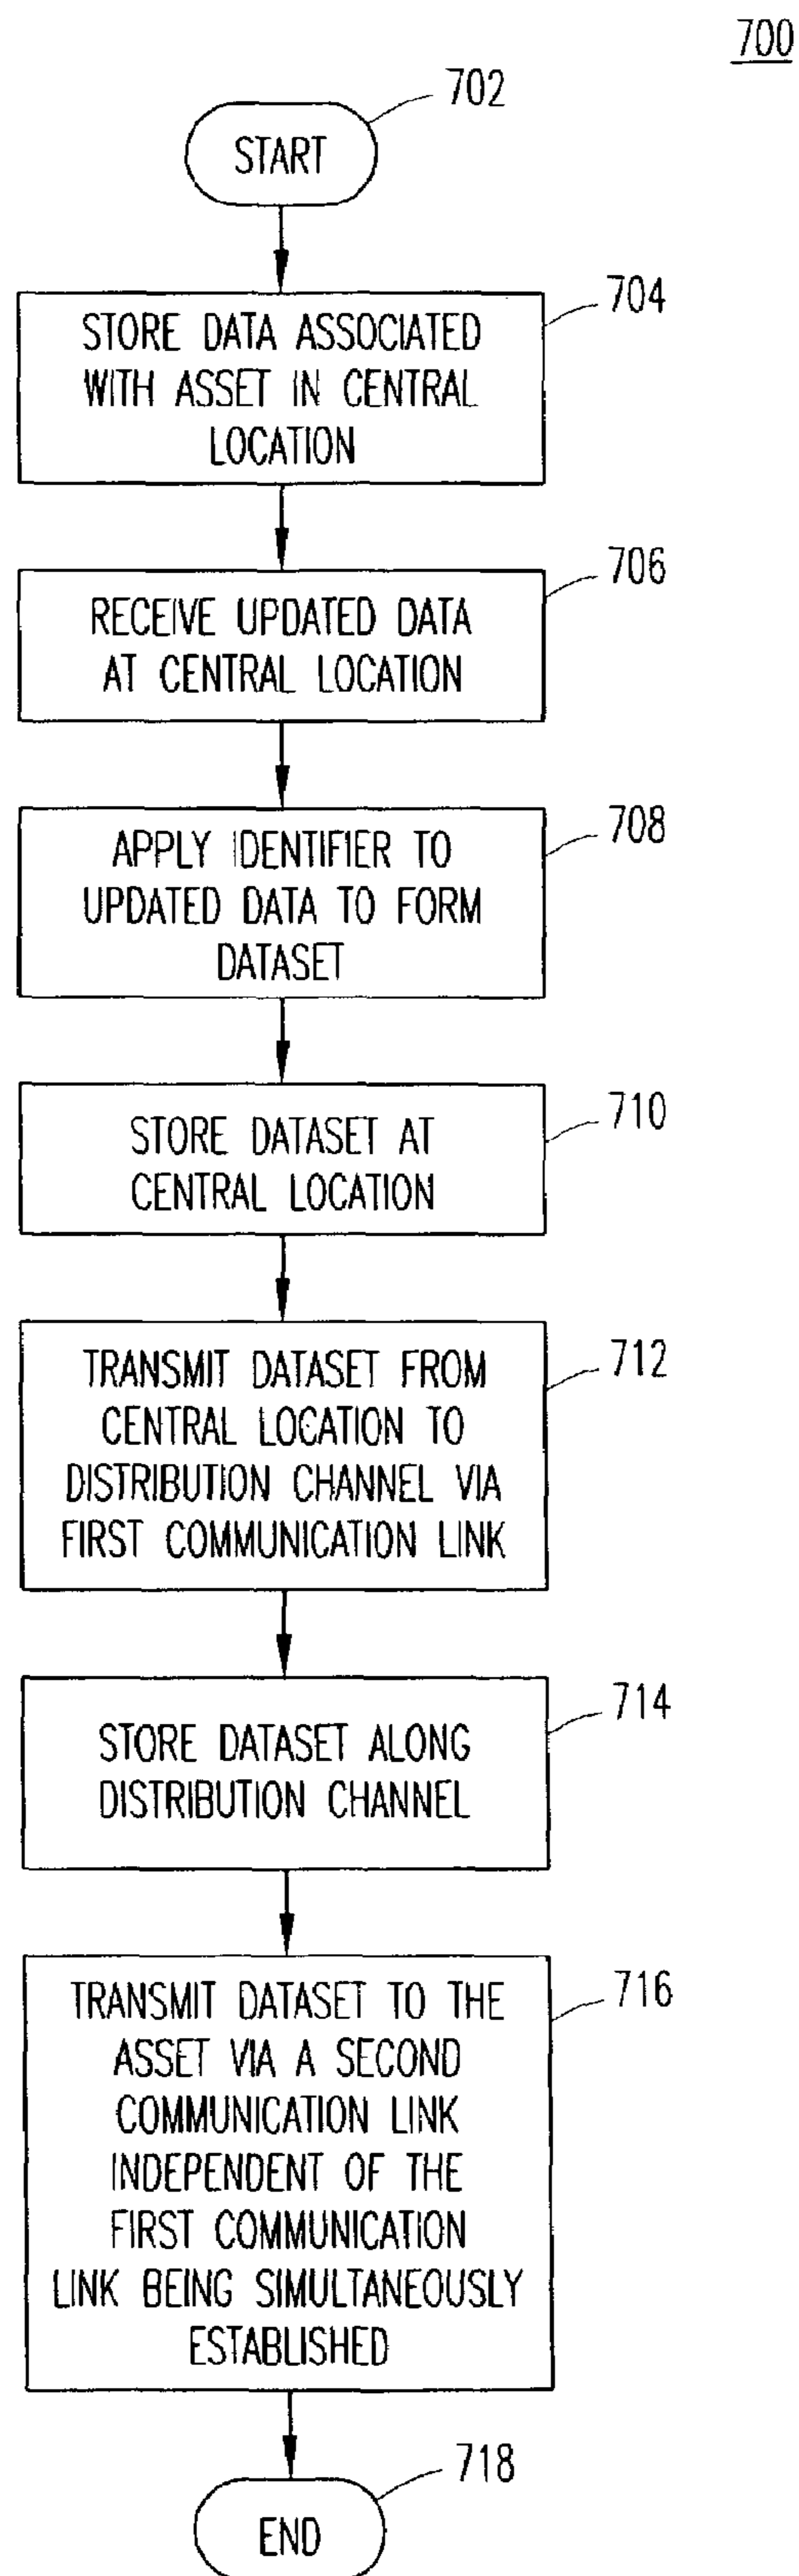 700
702
START
704
STORE DATA ASSOCIATED
WITH ASSET IN CENTRAL
LOCATION
706
RECEIVE UPDATED DATA
AT CENTRAL LOCATION
708
APPLY IDENTIFIER TO
UPDATED DATA TO FORM
DATASET
710
STORE DATASET AT
CENTRAL LOCATION
712
TRANSMIT DATASET FROM
CENTRAL LOCATION TO
DISTRIBUTION CHANNEL VIA
FIRST COMMUNICATION LINK
714
STORE DATASET ALONG
DISTRIBUTION CHANNEL
716
TRANSMIT DATASET TO THE
ASSET VIA A SECOND
COMMUNICATION LINK
INDEPENDENT OF THE
FIRST COMMUNICATION
LINK BEING SIMULTANEOUSLY
ESTABLISHED
718
END